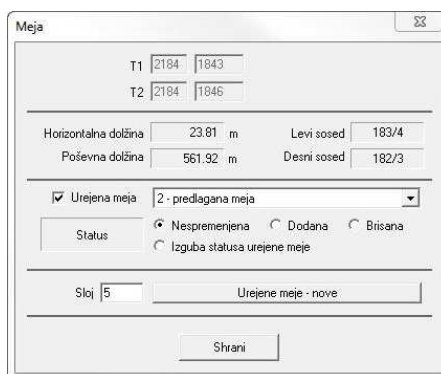 Meja
T1 2184 1843
T2 2184 1846
Horizontalna dolžina 23.81 m Levi sosed 183/4
Poševna dolžina 561.92 m Desni sosed 182/3
Urejena meja 2 - predlagana meja
Status Nespremenjena Dodana Brisana
Izguba statusa urejene meje
Sloj 5 Urejene meje - nove
Shrani